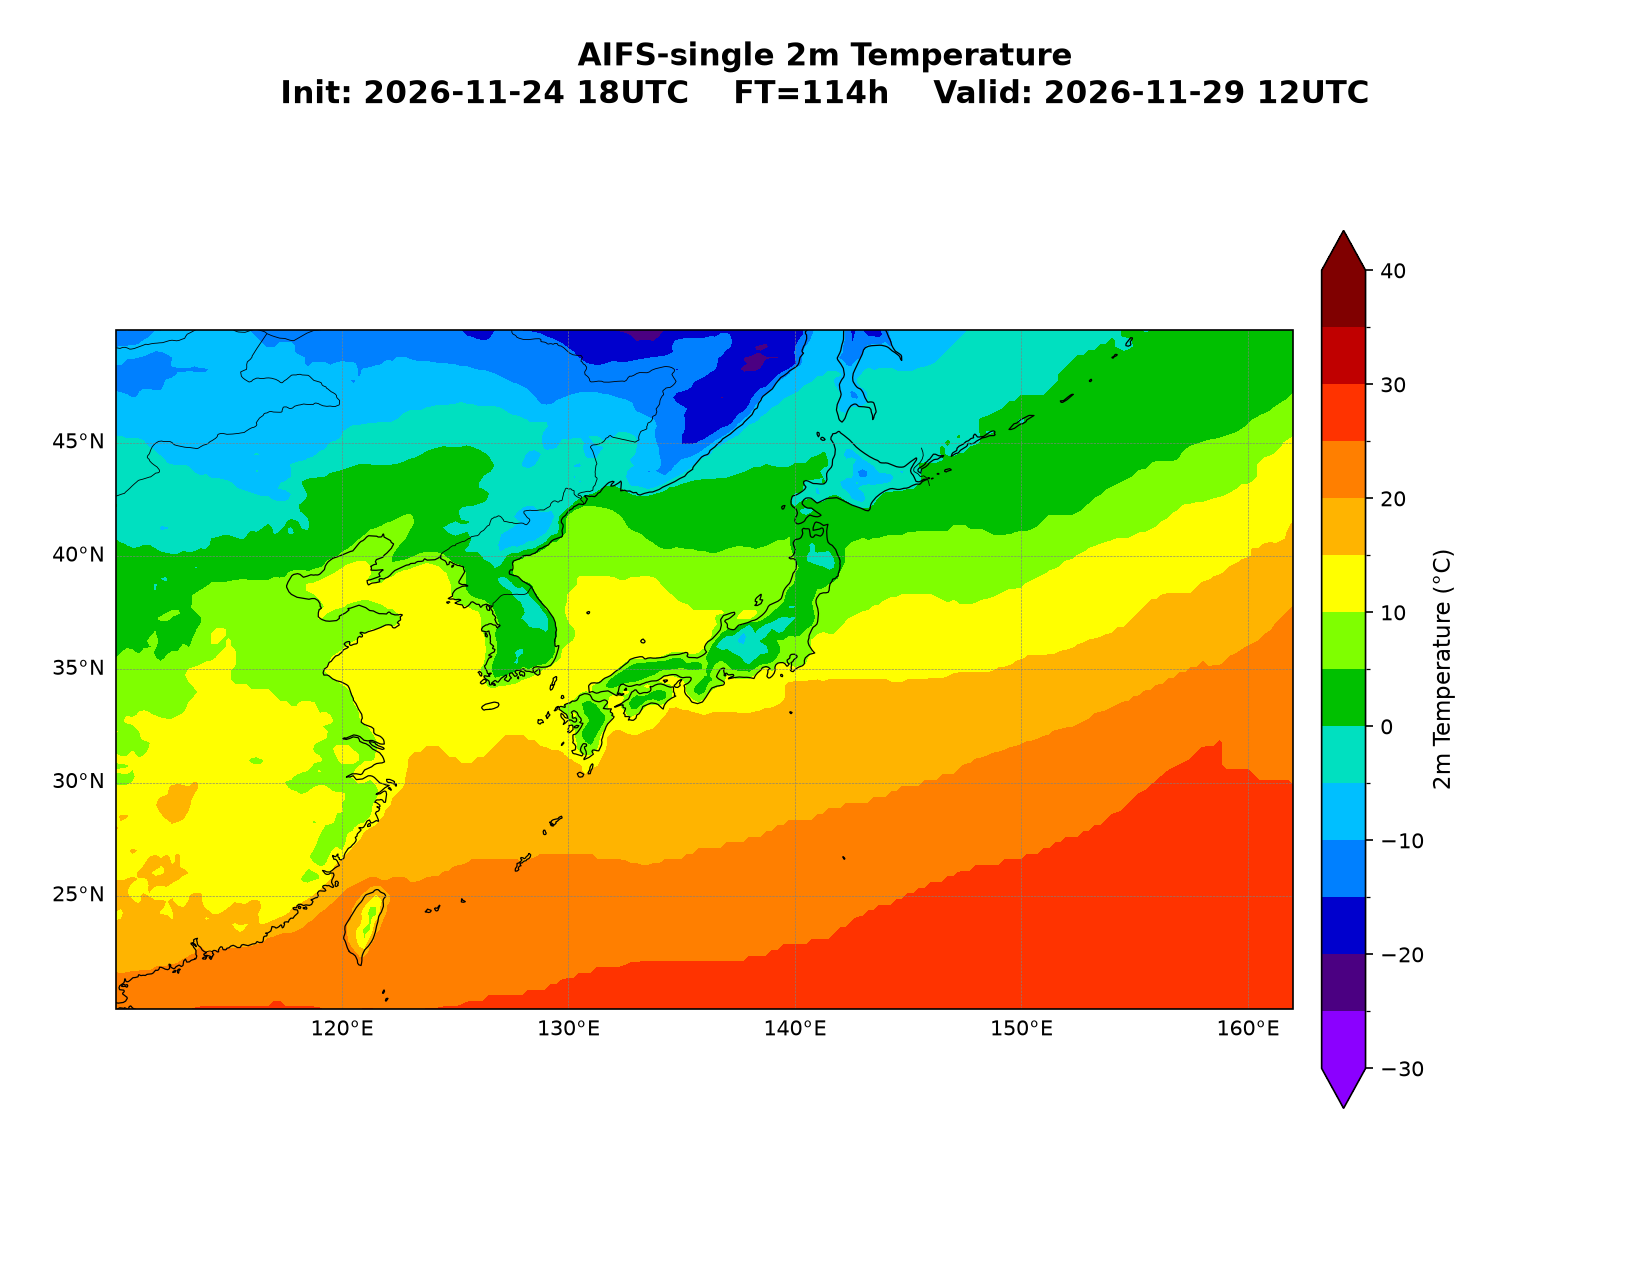 AIFS-single 2m Temperature
Init: 2026-11-24 18UTC    FT=114h    Valid: 2026-11-29 12UTC
45°N
40°N
35°N
30°N
25°N
120°E
130°E
140°E
150°E
160°E
40
30
20
10
0
−10
−20
−30
2m Temperature (°C)